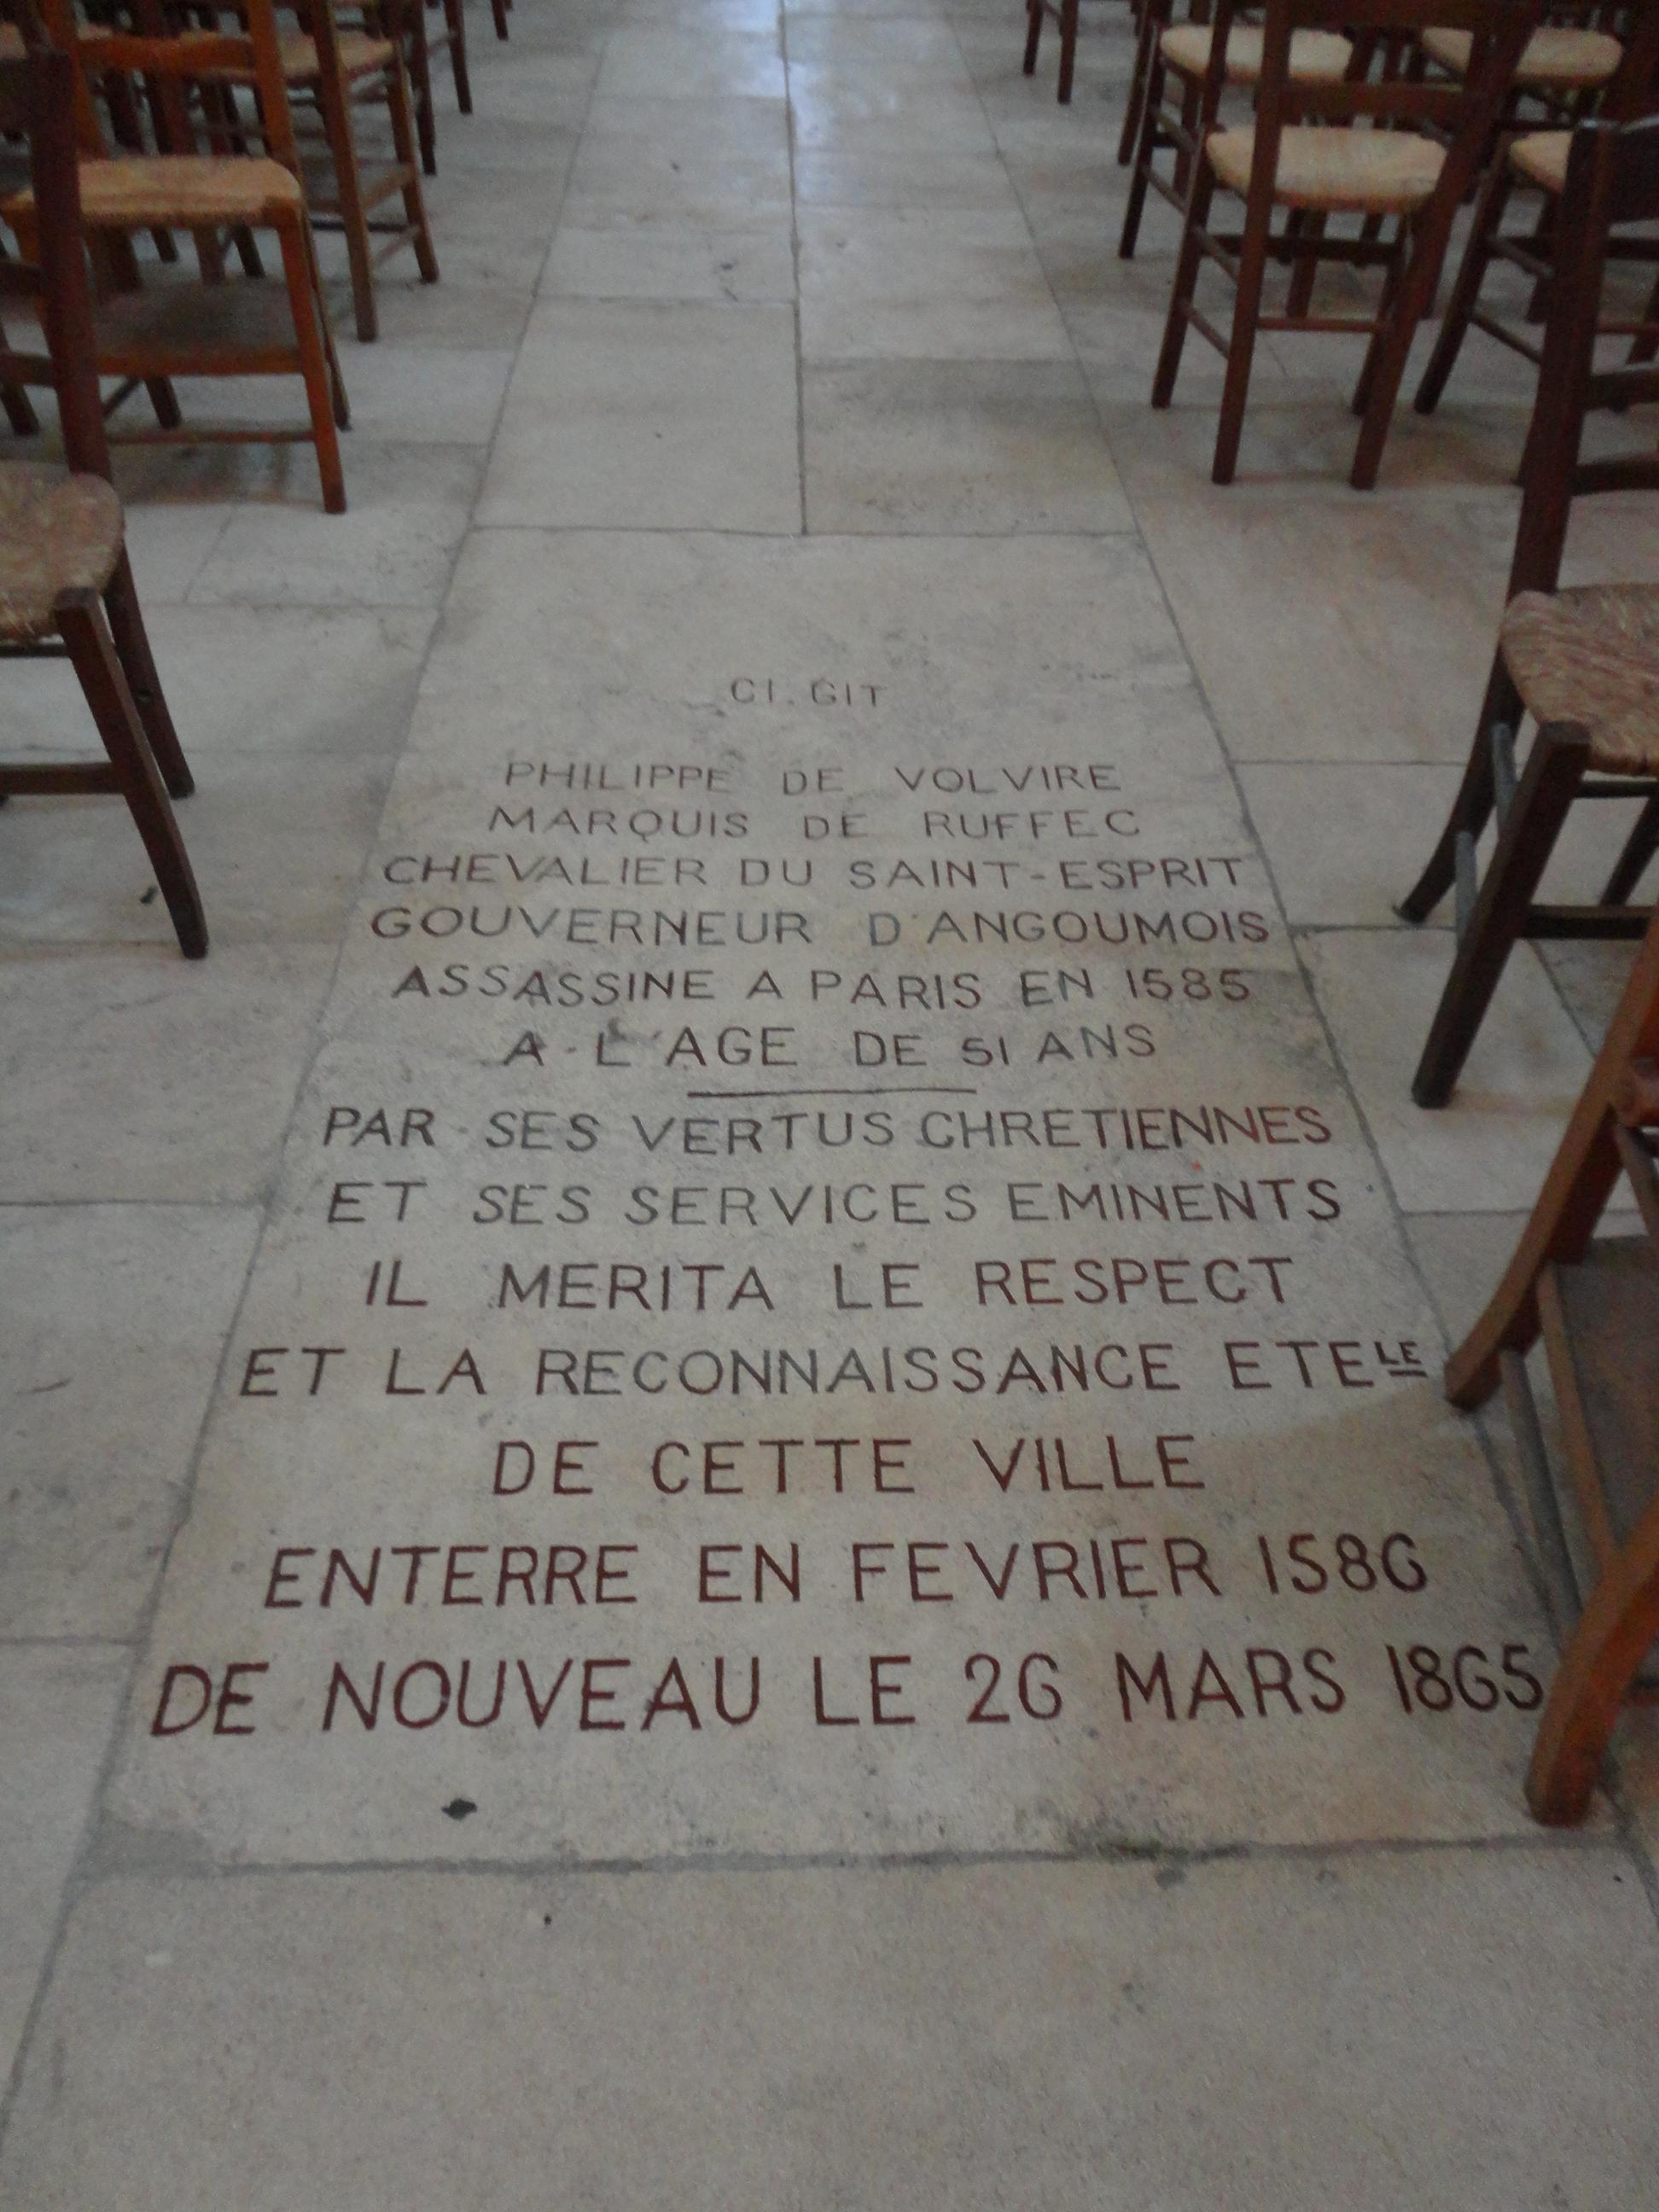 CI. GIT
PHILIPPE DE VOLVIRE
MARQUIS DE RUFFEC
CHEVALIER DU SAINT-ESPRIT
GOUVERNEUR D'ANGOUMOIS
ASSASSINE A PARIS EN 1585
A L'AGE DE 51 ANS
PAR SES VERTUS CHRETIENNES
ET SES SERVICES EMINENTS
IL MERITA LE RESPECT
ET LA RECONNAISSANCE ETELE
DE CETTE VILLE
ENTERRE EN FEVRIER 1586
DE NOUVEAU LE 26 MARS 1865